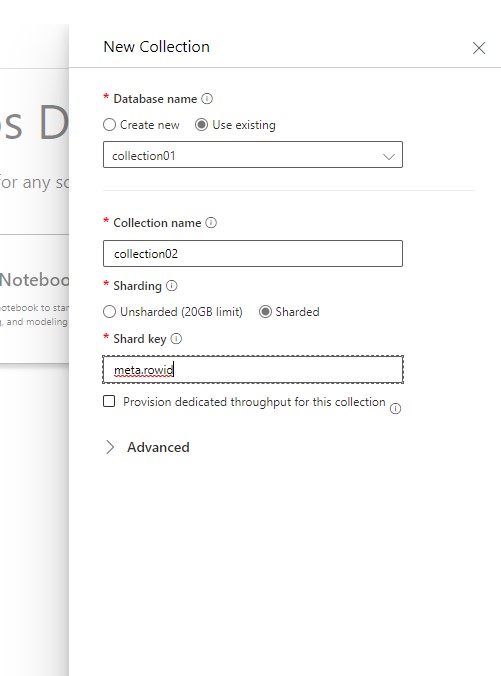 New Collection
* Database name
Create new Use existing
s D
collection01
for any sc
* Collection name
collection02
Noteboo
* Sharding
notebook to star
Unsharded (20GB limit) Sharded
g, and modeling
* Shard key
meta.rowid
Provision dedicated throughput for this collection
Advanced